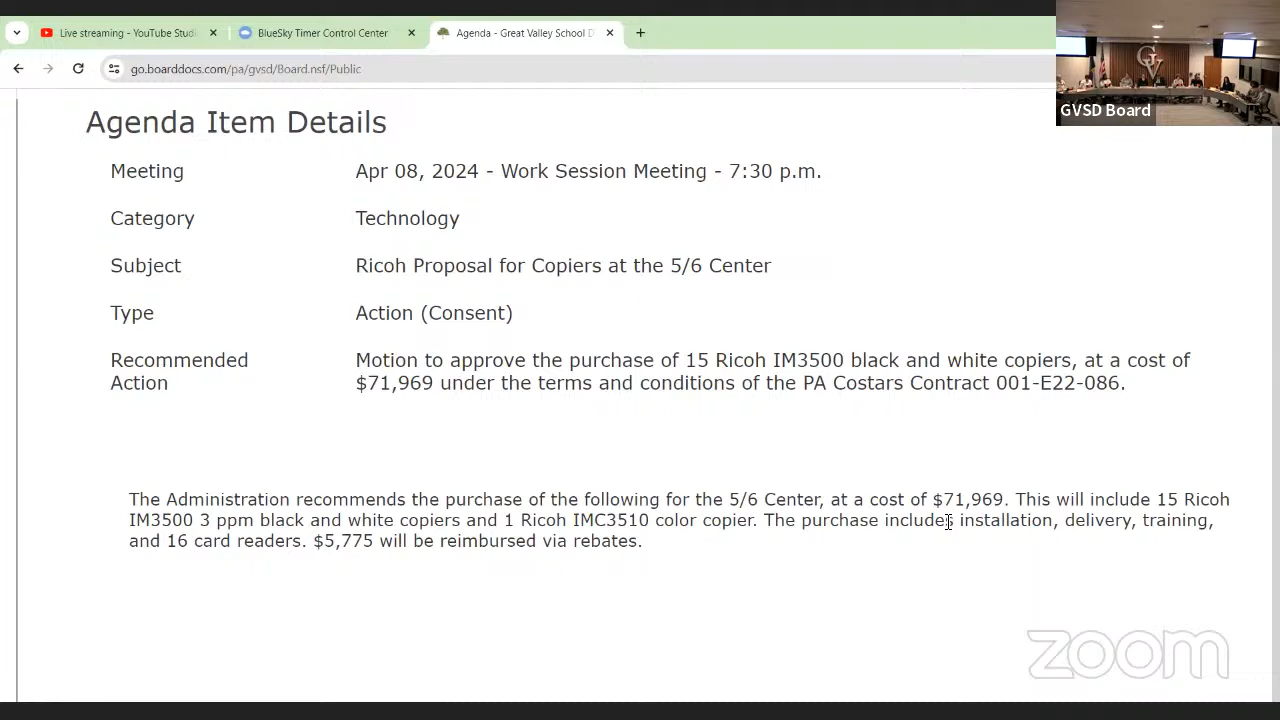 Live streaming - YouTube Studi
BlueSky Timer Control Center
Agenda - Great Valley School D
go.boarddocs.com/pa/gvsd/Board.nsf/Public
GV
GVSD Board
Agenda Item Details
Meeting Apr 08, 2024 - Work Session Meeting - 7:30 p.m.
Category Technology
Subject Ricoh Proposal for Copiers at the 5/6 Center
Type Action (Consent)
Recommended Motion to approve the purchase of 15 Ricoh IM3500 black and white copiers, at a cost of
Action $71,969 under the terms and conditions of the PA Costars Contract 001-E22-086.
The Administration recommends the purchase of the following for the 5/6 Center, at a cost of $71,969. This will include 15 Ricoh
IM3500 3 ppm black and white copiers and 1 Ricoh IMC3510 color copier. The purchase includes installation, delivery, training,
and 16 card readers. $5,775 will be reimbursed via rebates.
zoom